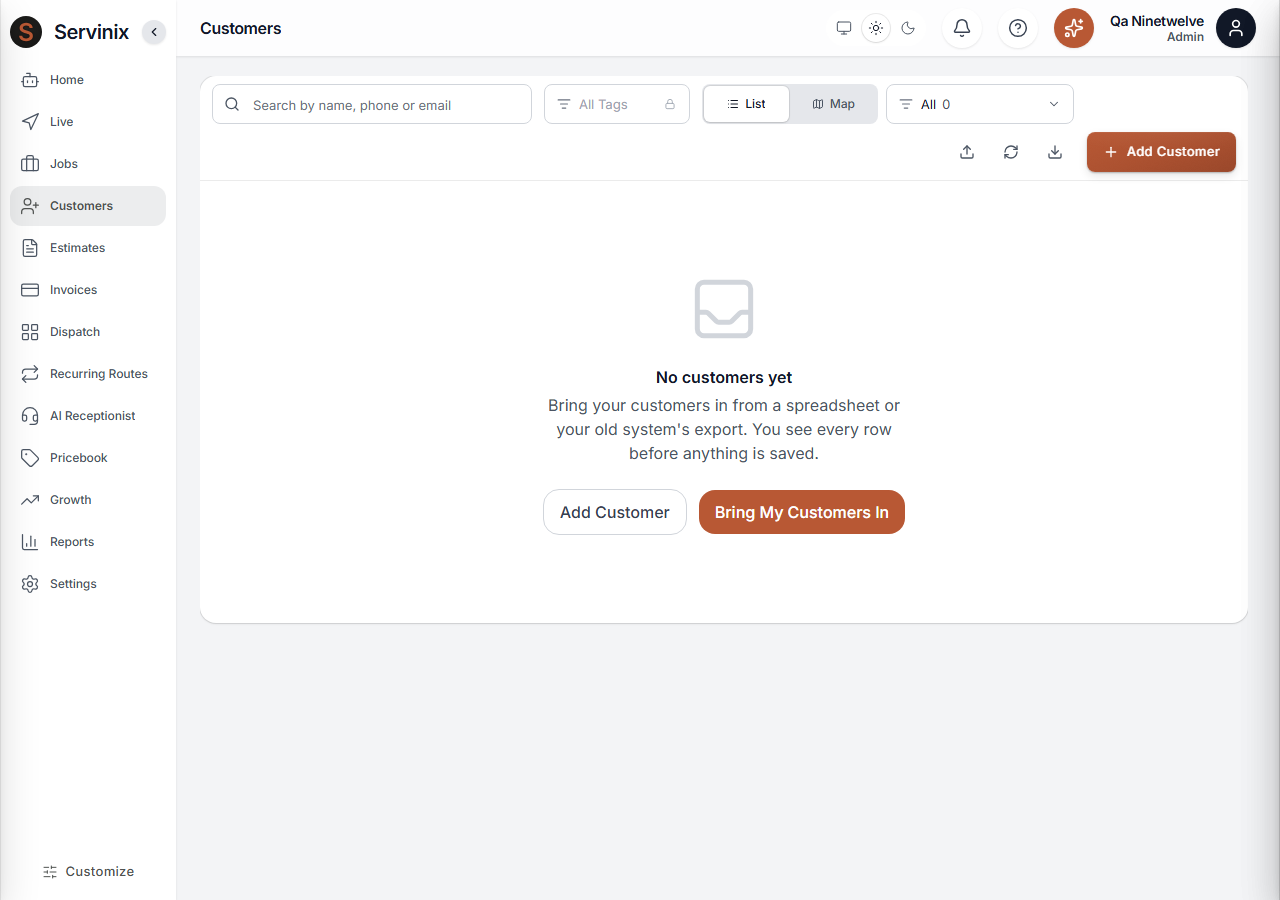 S Servinix
Home
Live
Jobs
Customers
Estimates
Invoices
Dispatch
Recurring Routes
AI Receptionist
Pricebook
Growth
Reports
Settings
Customize
Customers
Qa Ninetwelve
Admin
Search by name, phone or email
All Tags
List
Map
All 0
Add Customer
No customers yet
Bring your customers in from a spreadsheet or
your old system's export. You see every row
before anything is saved.
Add Customer
Bring My Customers In